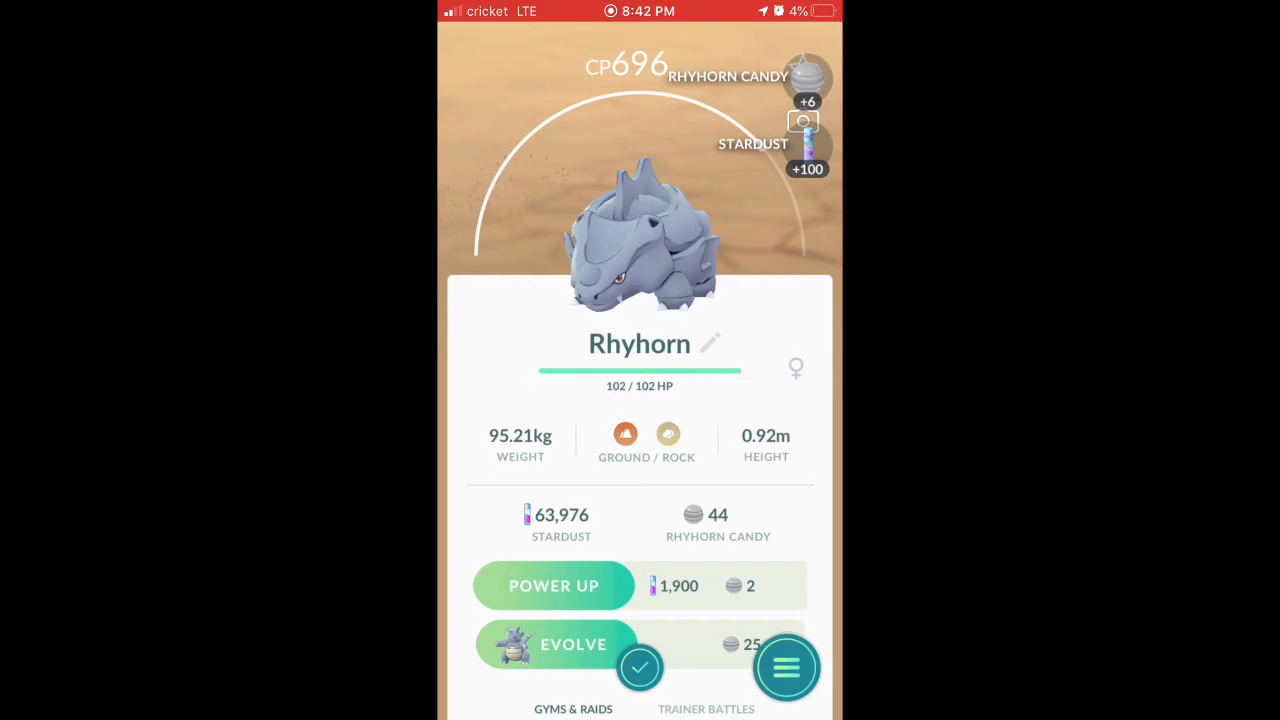 cricket LTE 8:42 PM 4%
CP696
RHYHORN CANDY
+6
STARDUST
+100
Rhyhorn
102 / 102 HP
95.21kg 0.92m
WEIGHT GROUND / ROCK HEIGHT
63,976 44
STARDUST RHYHORN CANDY
POWER UP 1,900 2
EVOLVE 25
GYMS & RAIDS TRAINER BATTLES